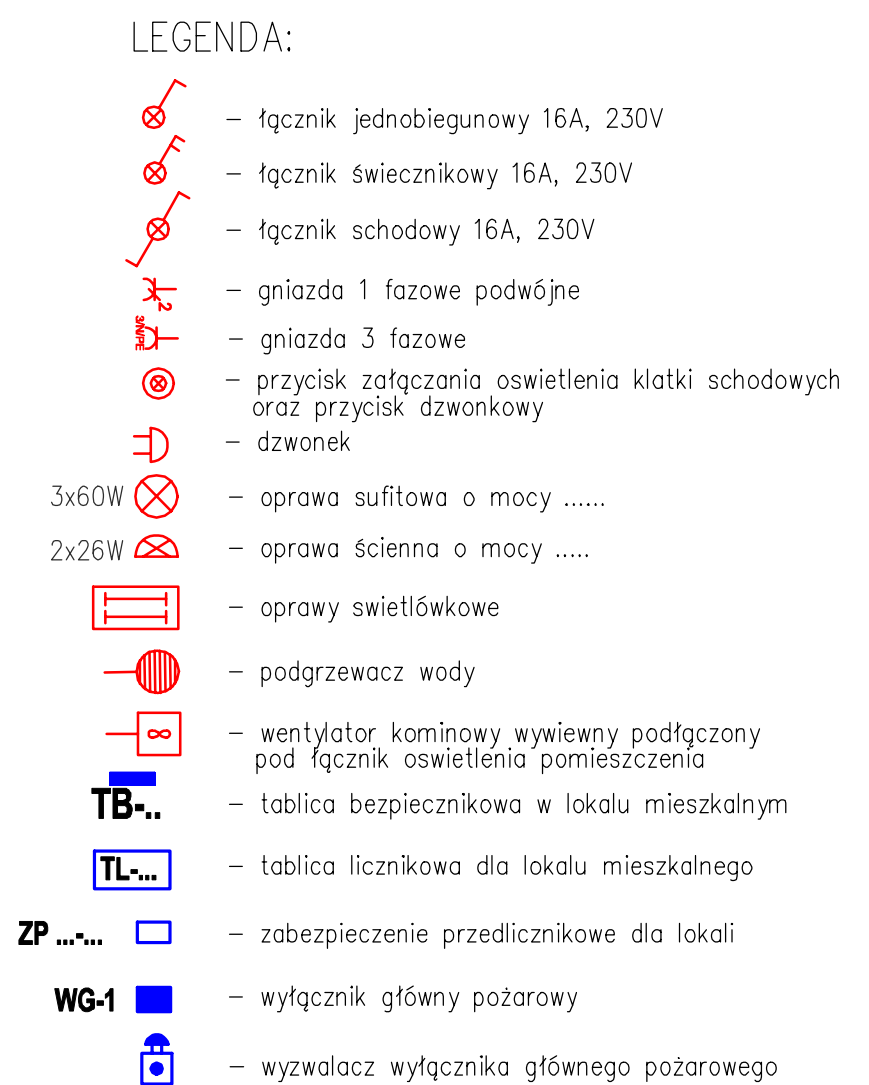 LEGENDA:
– łącznik jednobiegunowy 16A, 230V
– łącznik świecznikowy 16A, 230V
– łącznik schodowy 16A, 230V
2 – gniazda 1 fazowe podwójne
3/N/PE – gniazda 3 fazowe
– przycisk załączania oswietlenia klatki schodowych
oraz przycisk dzwonkowy
– dzwonek
3x60W – oprawa sufitowa o mocy ......
2x26W – oprawa ścienna o mocy .....
– oprawy swietlówkowe
– podgrzewacz wody
– wentylator kominowy wywiewny podłączony
pod łącznik oswietlenia pomieszczenia
TB-.. – tablica bezpiecznikowa w lokalu mieszkalnym
TL-... – tablica licznikowa dla lokalu mieszkalnego
ZP ...-... – zabezpieczenie przedlicznikowe dla lokali
WG-1 – wyłącznik główny pożarowy
– wyzwalacz wyłącznika głównego pożarowego